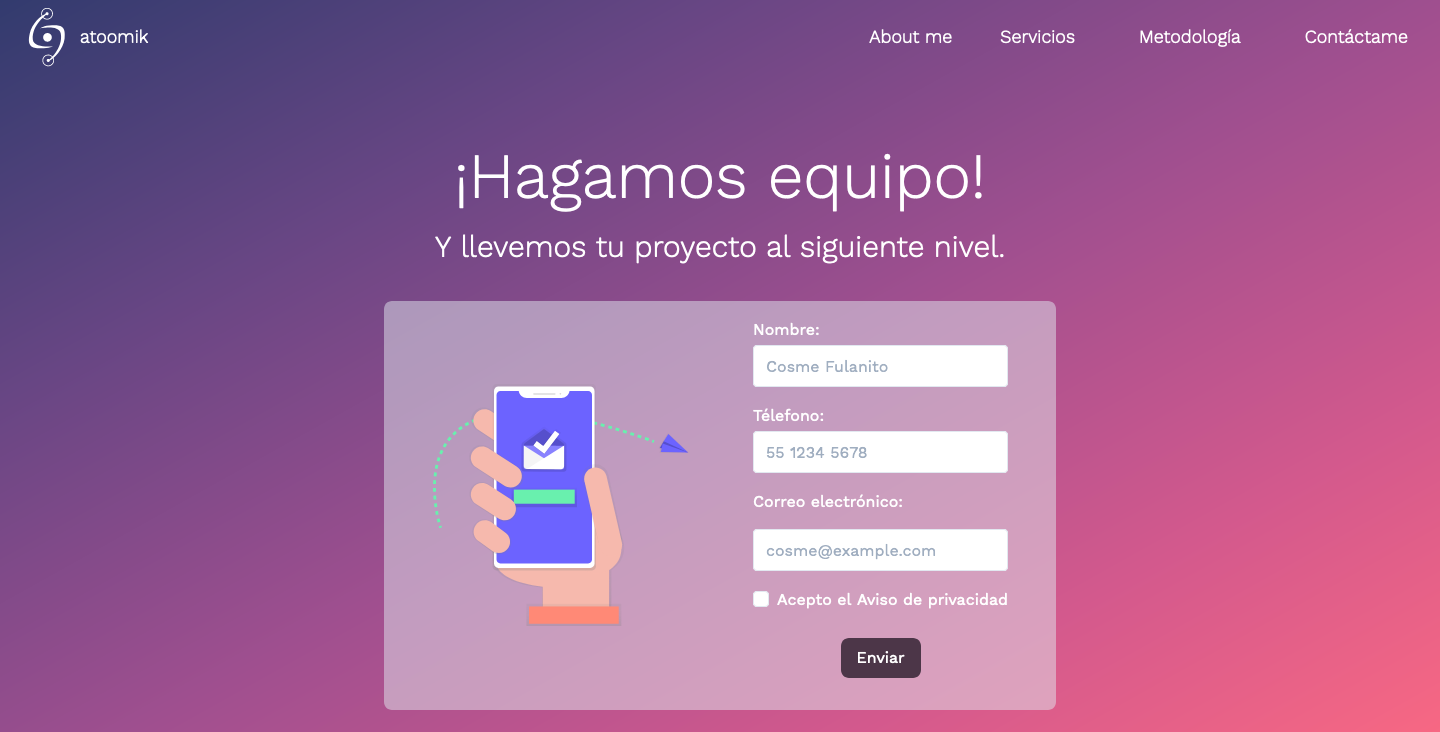 atoomik
About me Servicios Metodología Contáctame
¡Hagamos equipo!
Y llevemos tu proyecto al siguiente nivel.
Nombre:
Cosme Fulanito
Télefono:
55 1234 5678
Correo electrónico:
cosme@example.com
Acepto el Aviso de privacidad
Enviar